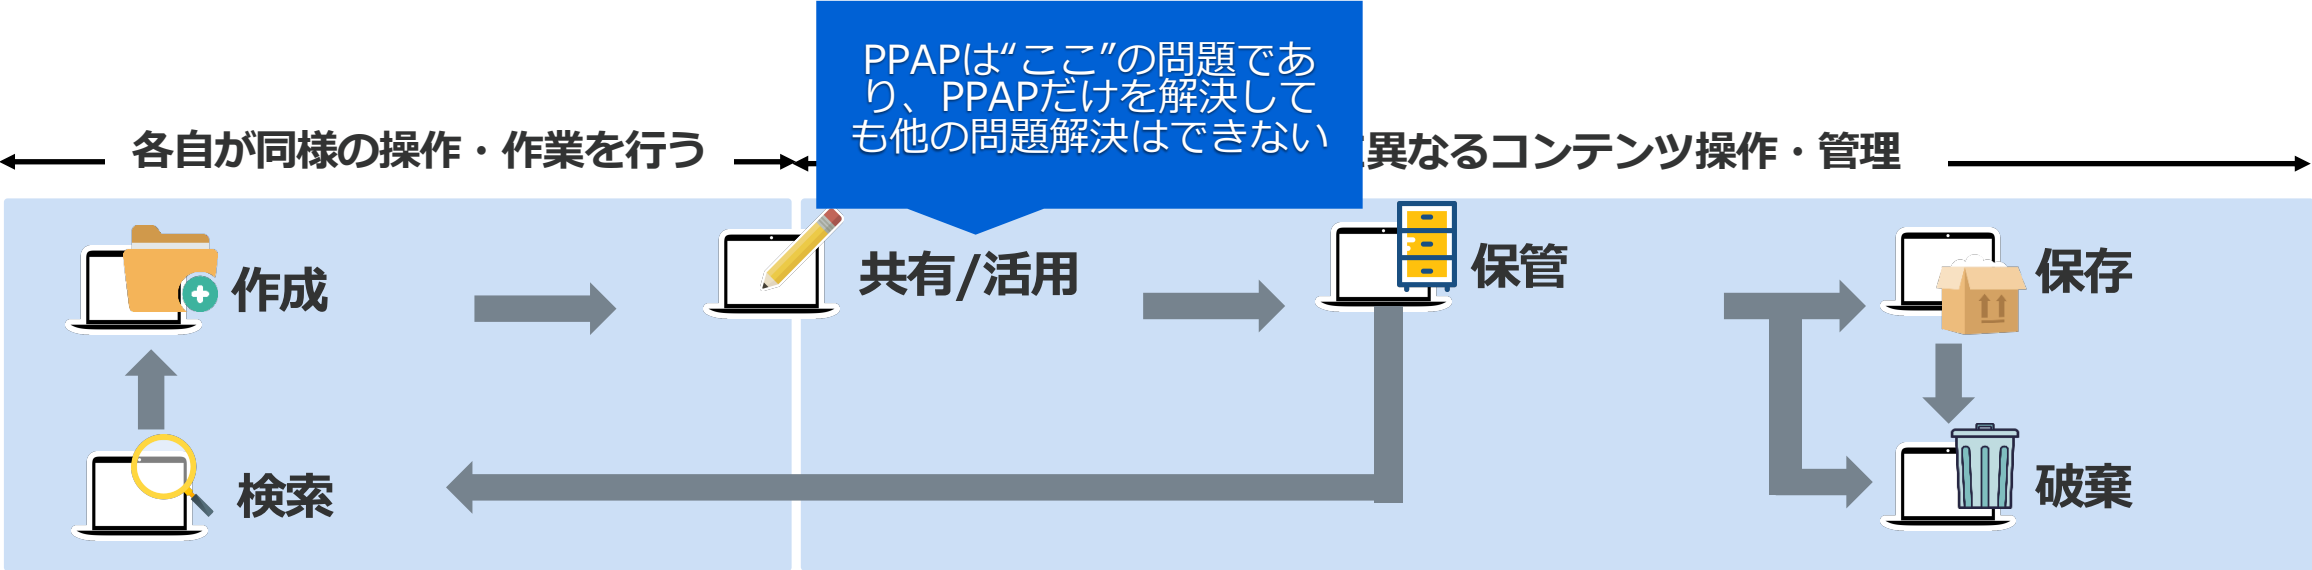 PPAPは“ここ”の問題であ
り、PPAPだけを解決して
も他の問題解決はできない
各自が同様の操作・作業を行う
異なるコンテンツ操作・管理
作成
共有/活用
保管
保存
検索
破棄